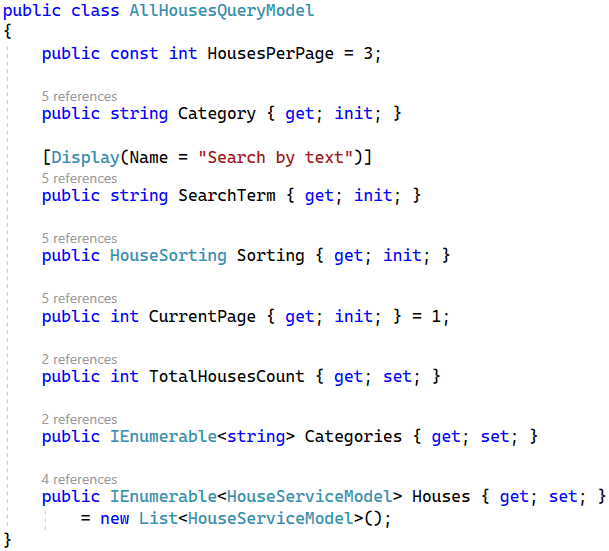 public class AllHousesQueryModel
{
public const int HousesPerPage = 3;
5 references
public string Category { get; init; }
[Display(Name = "Search by text")]
5 references
public string SearchTerm { get; init; }
5 references
public HouseSorting Sorting { get; init; }
5 references
public int CurrentPage { get; init; } = 1;
2 references
public int TotalHousesCount { get; set; }
2 references
public IEnumerable<string> Categories { get; set; }
4 references
public IEnumerable<HouseServiceModel> Houses { get; set; }
= new List<HouseServiceModel>();
}